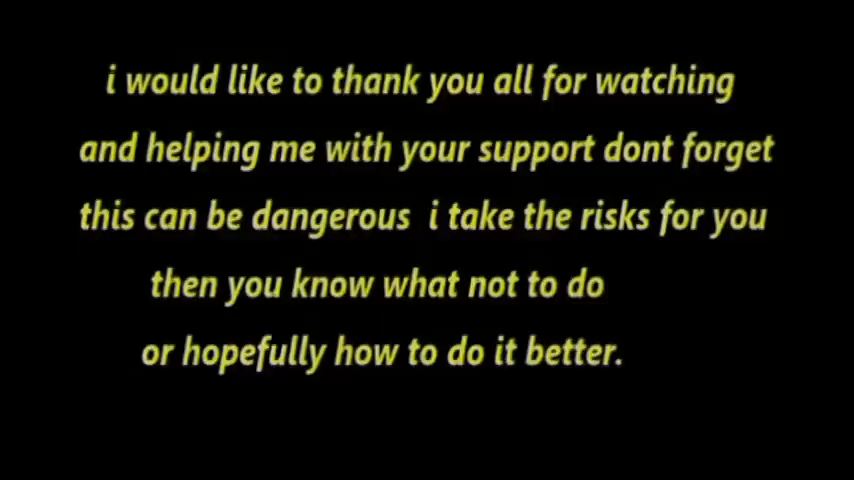 i would like to thank you all for watching
and helping me with your support dont forget
this can be dangerous i take the risks for you
then you know what not to do
or hopefully how to do it better.